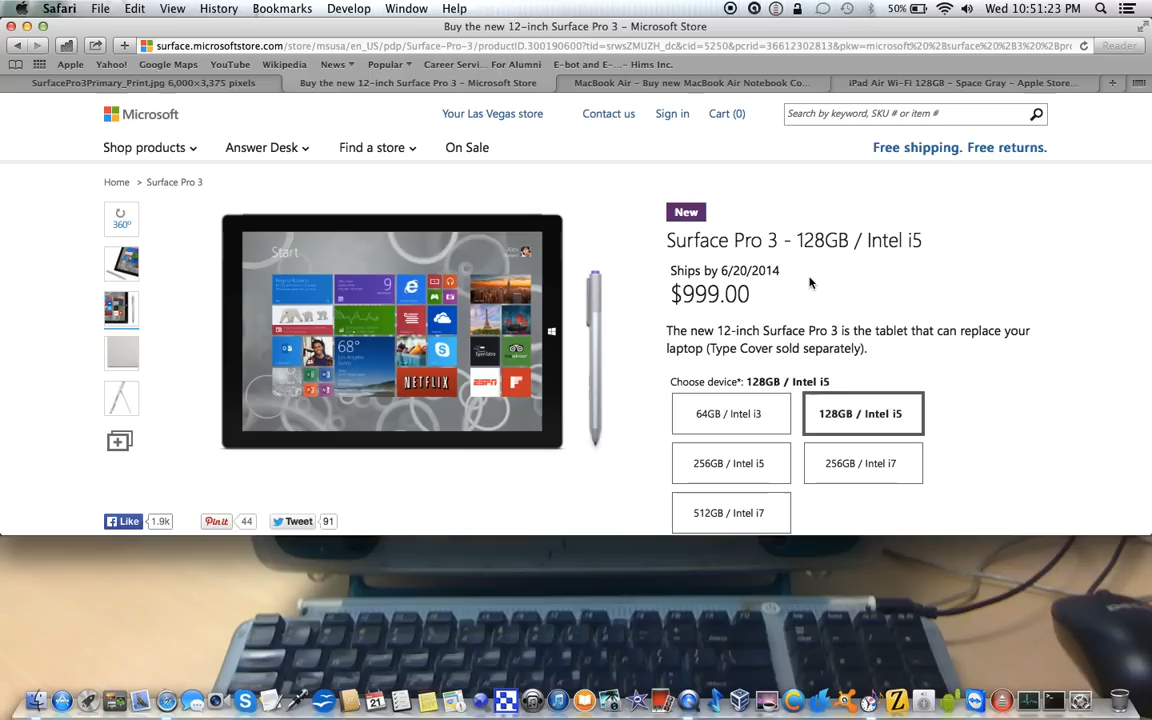 Safari File Edit View History Bookmarks Develop Window Help 50% Wed 10:51:23 PM
Buy the new 12-inch Surface Pro 3 - Microsoft Store
surface.microsoftstore.com/store/msusa/en_US/pdp/Surface-Pro-3/productID.300190600?tid=srwsZMUZH_dc&cid=5250&pcrid=36612302813&pkw=microsoft%20%2Bsurface%20%2B3%20%2Bprc Reader
Apple Yahoo! Google Maps YouTube Wikipedia News Popular Career Servi... For Alumni E-bot and E-... - Hims Inc.
SurfacePro3Primary_Print.jpg 6,000×3,375 pixels Buy the new 12-inch Surface Pro 3 - Microsoft Store MacBook Air - Buy new MacBook Air Notebook Co... iPad Air Wi-Fi 128GB - Space Gray - Apple Store...
Microsoft Your Las Vegas store Contact us Sign in Cart (0) Search by keyword, SKU # or item #
Shop products Answer Desk Find a store On Sale Free shipping. Free returns.
Home > Surface Pro 3
360°
Start
9
68°
NETFLIX
ESPN
New
Surface Pro 3 - 128GB / Intel i5
Ships by 6/20/2014
$999.00
The new 12-inch Surface Pro 3 is the tablet that can replace your
laptop (Type Cover sold separately).
Choose device*: 128GB / Intel i5
64GB / Intel i3 128GB / Intel i5
256GB / Intel i5 256GB / Intel i7
512GB / Intel i7
Like 1.9k Pin it 44 Tweet 91
21